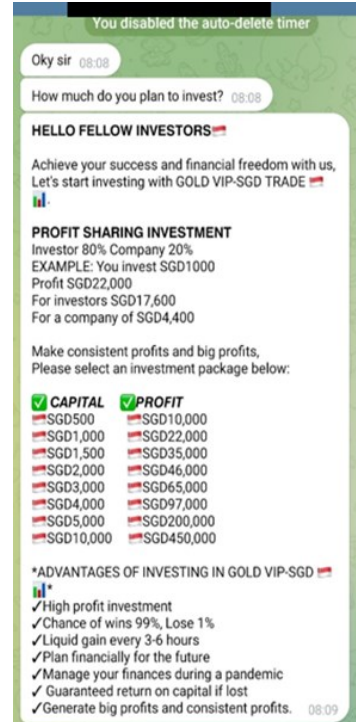 You disabled the auto-delete timer
Oky sir 08:08
How much do you plan to invest? 08:08
HELLO FELLOW INVESTORS🇸🇬
Achieve your success and financial freedom with us,
Let's start investing with GOLD VIP-SGD TRADE 🇸🇬
📊.
PROFIT SHARING INVESTMENT
Investor 80% Company 20%
EXAMPLE: You invest SGD1000
Profit SGD22,000
For investors SGD17,600
For a company of SGD4,400
Make consistent profits and big profits,
Please select an investment package below:
✅ CAPITAL ✅PROFIT
🇸🇬SGD500 🇸🇬SGD10,000
🇸🇬SGD1,000 🇸🇬SGD22,000
🇸🇬SGD1,500 🇸🇬SGD35,000
🇸🇬SGD2,000 🇸🇬SGD46,000
🇸🇬SGD3,000 🇸🇬SGD65,000
🇸🇬SGD4,000 🇸🇬SGD97,000
🇸🇬SGD5,000 🇸🇬SGD200,000
🇸🇬SGD10,000 🇸🇬SGD450,000
*ADVANTAGES OF INVESTING IN GOLD VIP-SGD 🇸🇬
📊*
✓High profit investment
✓Chance of wins 99%, Lose 1%
✓Liquid gain every 3-6 hours
✓Plan financially for the future
✓Manage your finances during a pandemic
✓ Guaranteed return on capital if lost
✓Generate big profits and consistent profits. 08:09